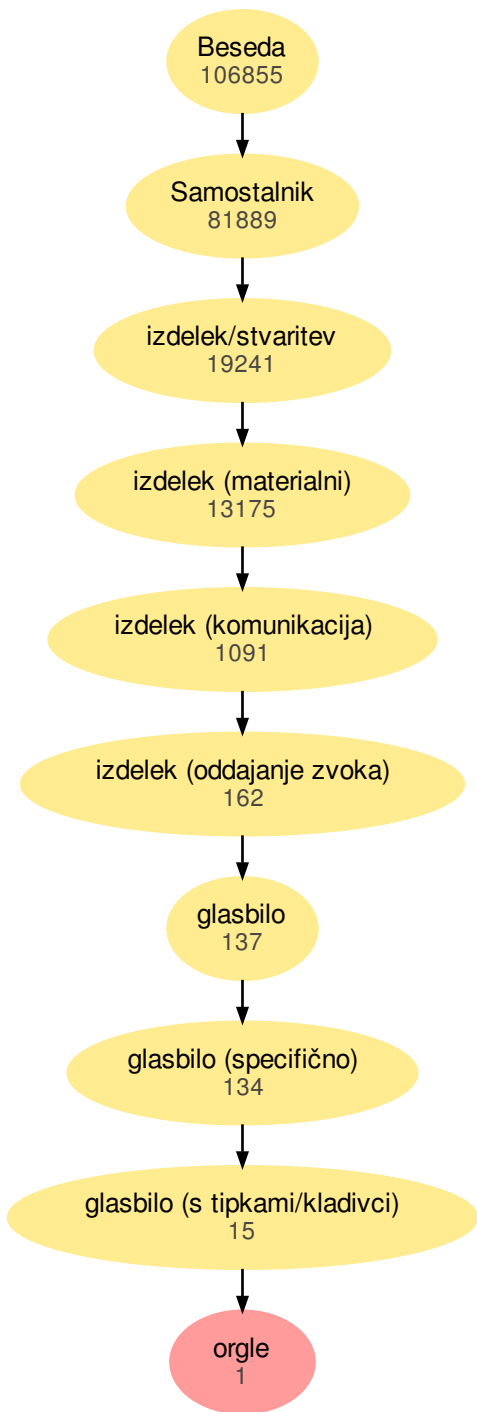 Beseda
106855
Samostalnik
81889
izdelek/stvaritev
19241
izdelek (materialni)
13175
izdelek (komunikacija)
1091
izdelek (oddajanje zvoka)
162
glasbilo
137
glasbilo (specifično)
134
glasbilo (s tipkami/kladivci)
15
orgle
1